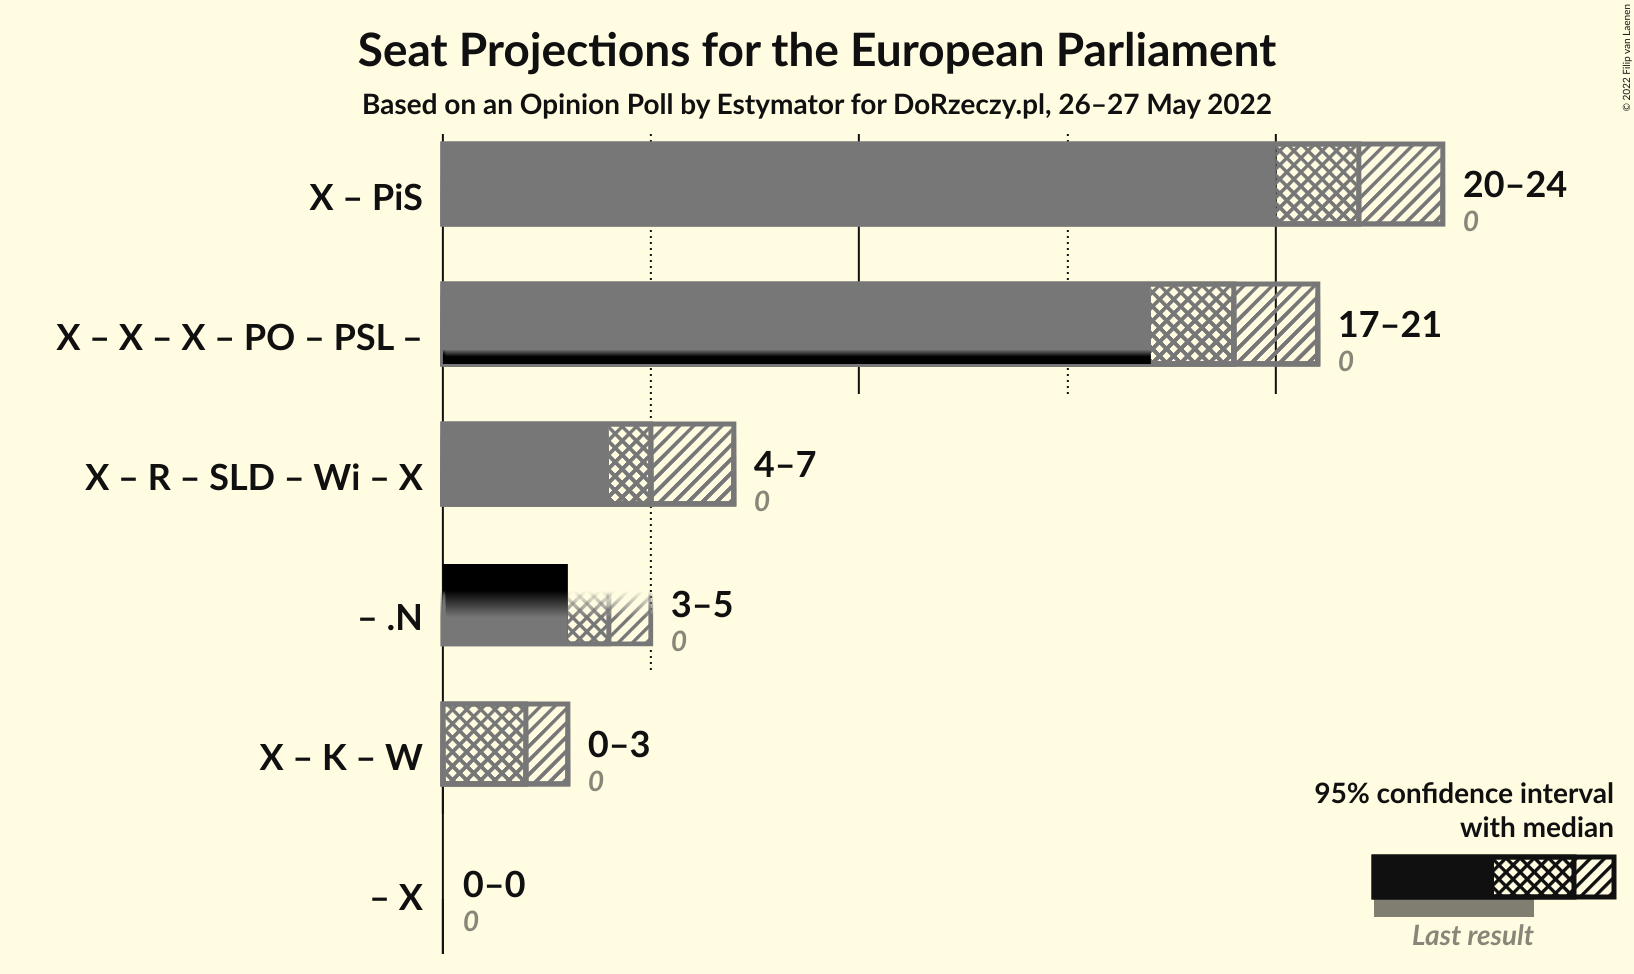 Seat Projections for the European Parliament
Based on an Opinion Poll by Estymator for DoRzeczy.pl, 26–27 May 2022
© 2022 Filip van Laenen
X – PiS
20–24
0
X – X – X – PO – PSL –
17–21
0
X – R – SLD – Wi – X
4–7
0
– .N
3–5
0
X – K – W
0–3
0
– X
0–0
0
95% confidence interval
with median
Last result